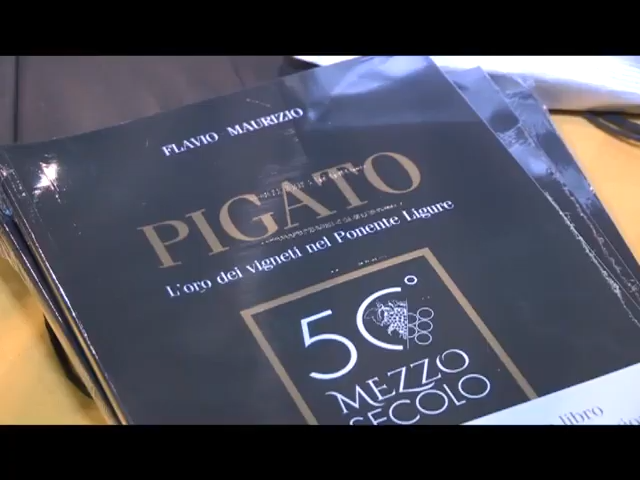 FLAVIO MAURIZIO
PIGATO
L'oro dei vigneti nel Ponente Ligure
50°
MEZZO
SECOLO
libro